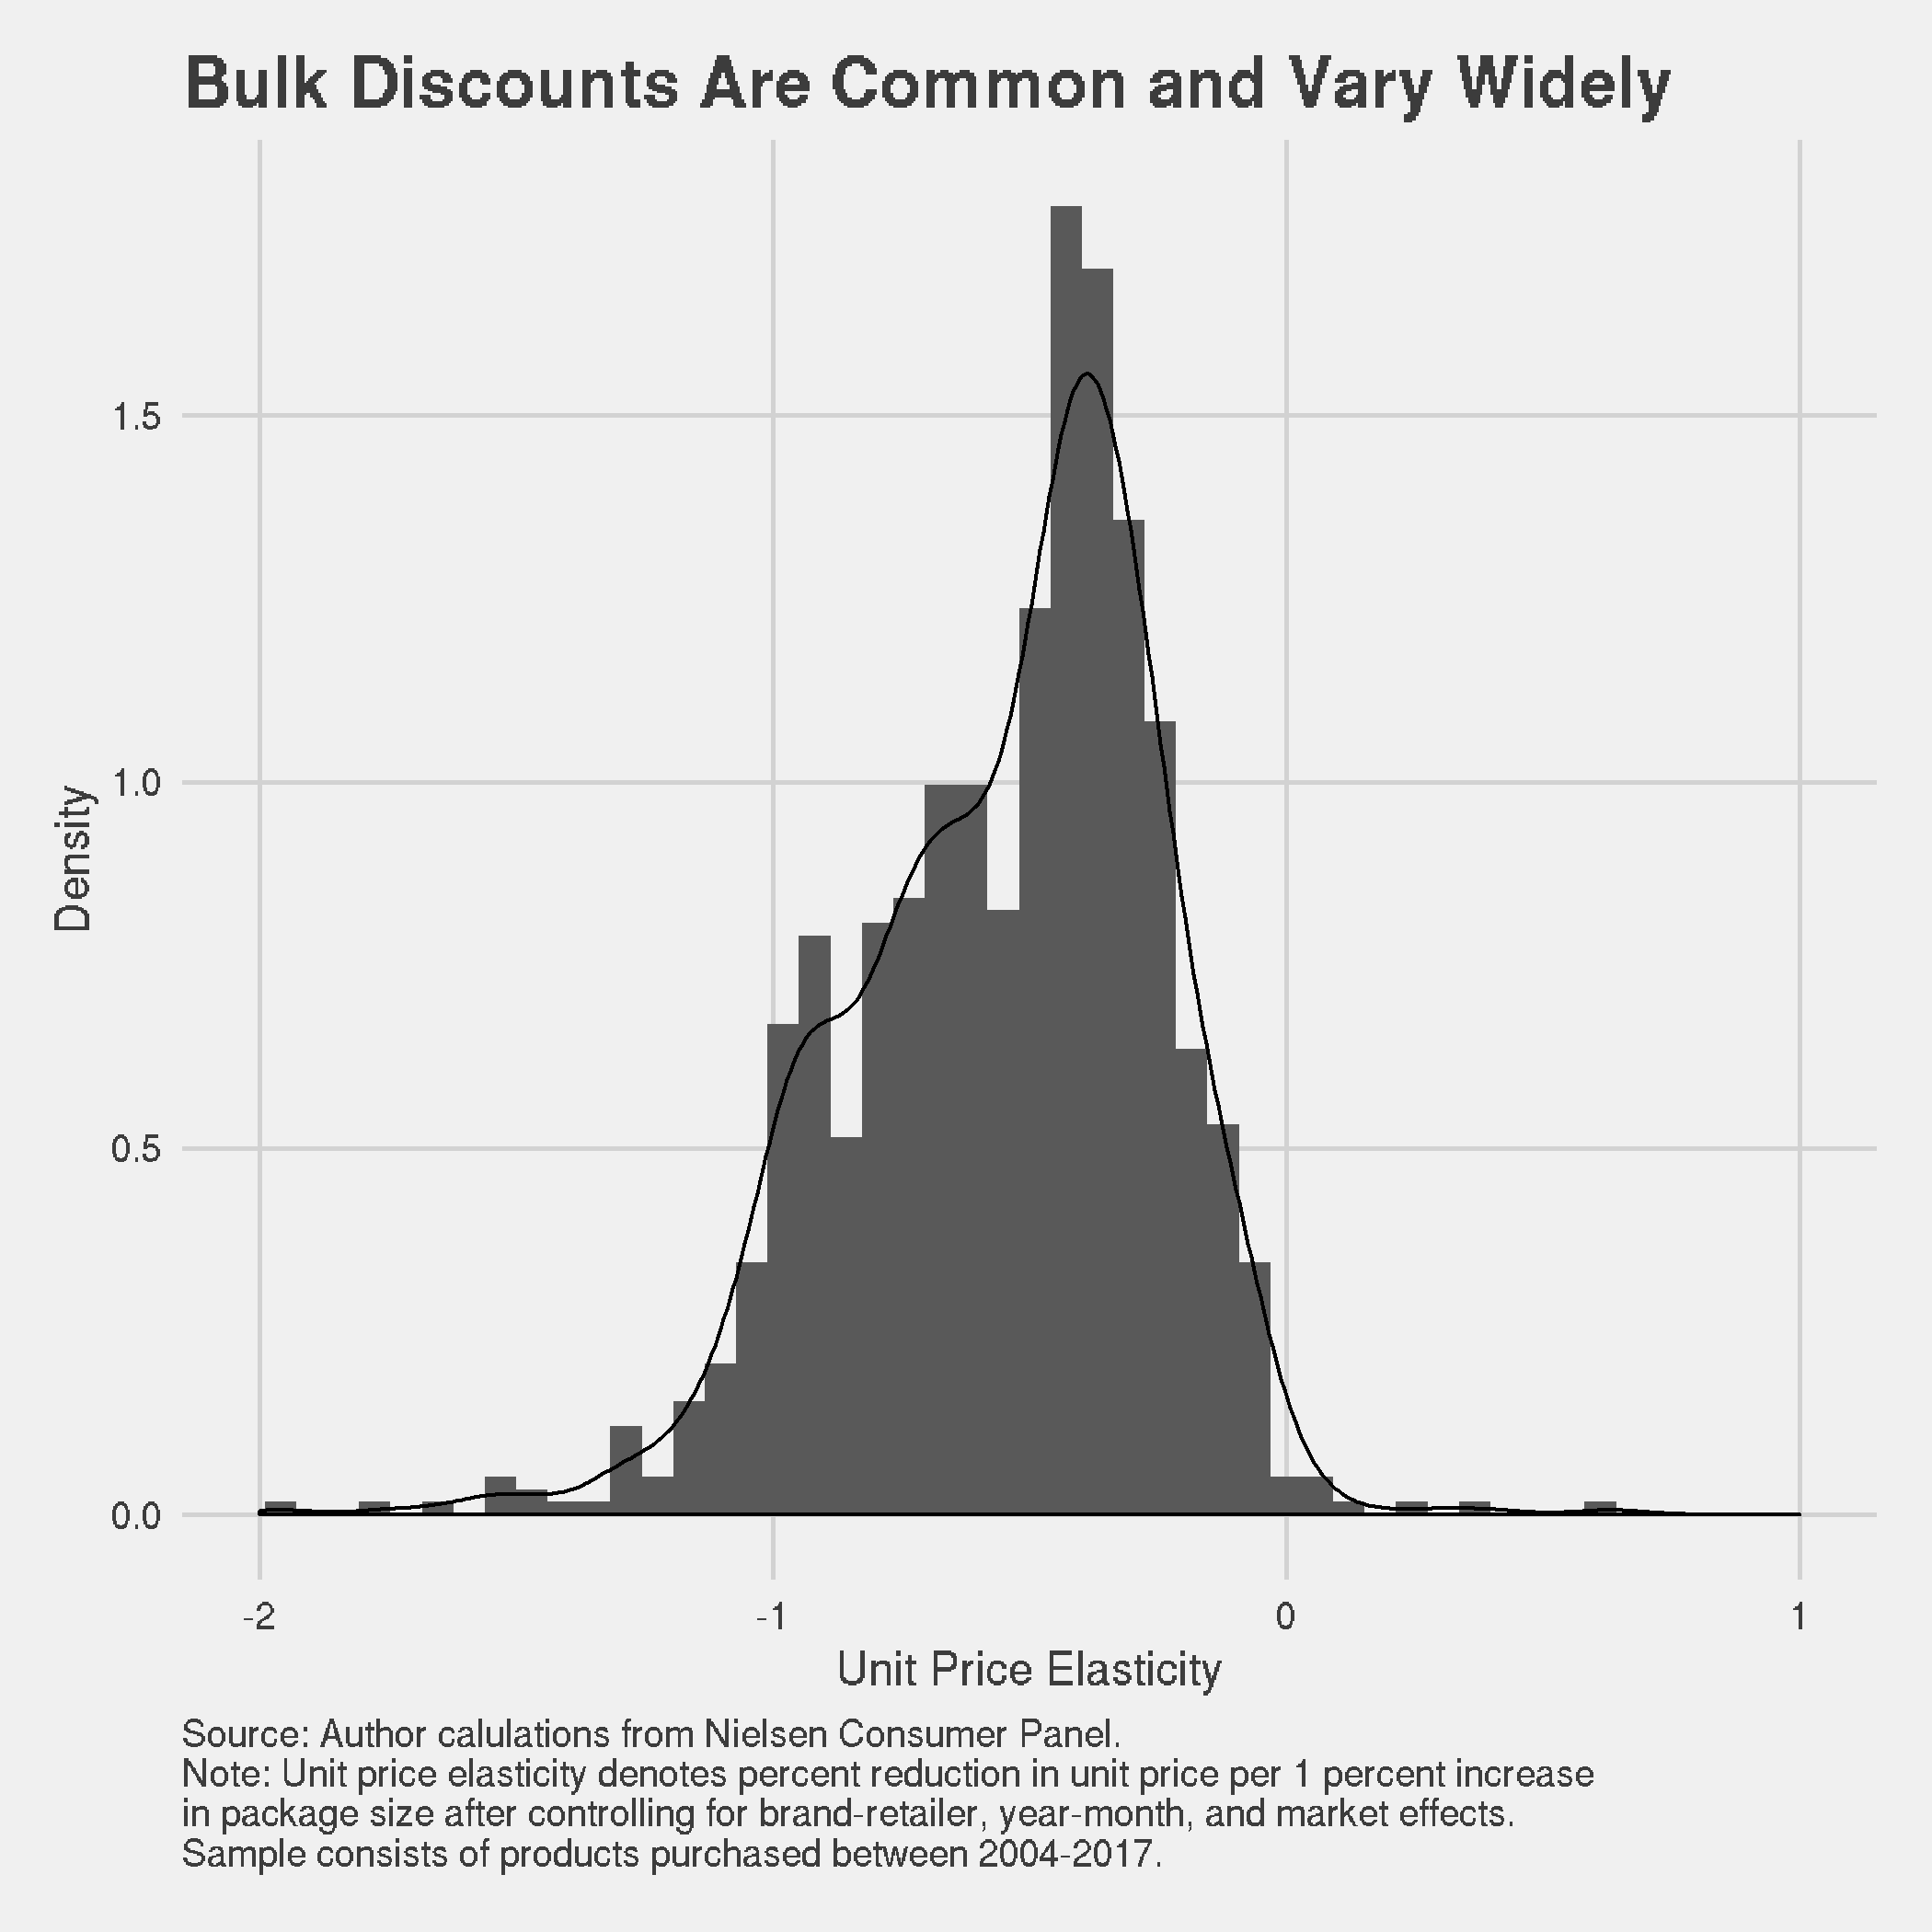 Bulk Discounts Are Common and Vary Widely
Density
1.5
1.0
0.5
0.0
-2
-1
0
1
Unit Price Elasticity
Source: Author calulations from Nielsen Consumer Panel.
Note: Unit price elasticity denotes percent reduction in unit price per 1 percent increase
in package size after controlling for brand-retailer, year-month, and market effects.
Sample consists of products purchased between 2004-2017.